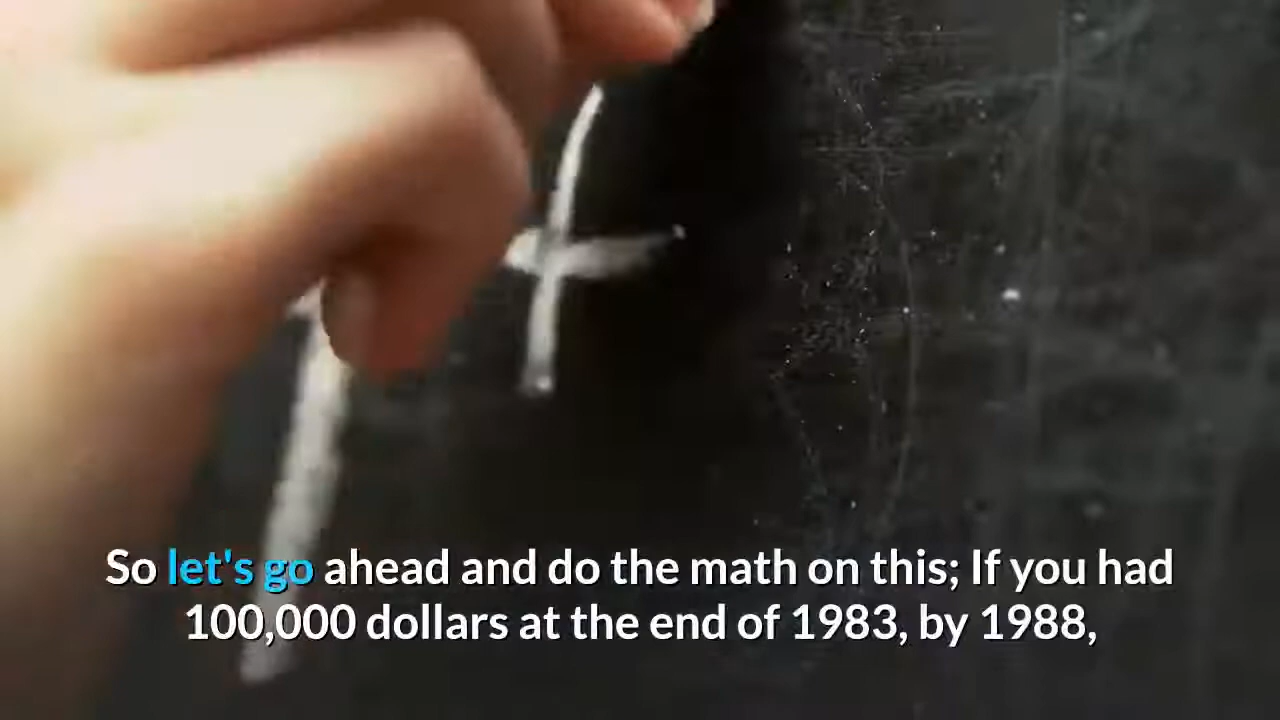 So let's go ahead and do the math on this; If you had
100,000 dollars at the end of 1983, by 1988,